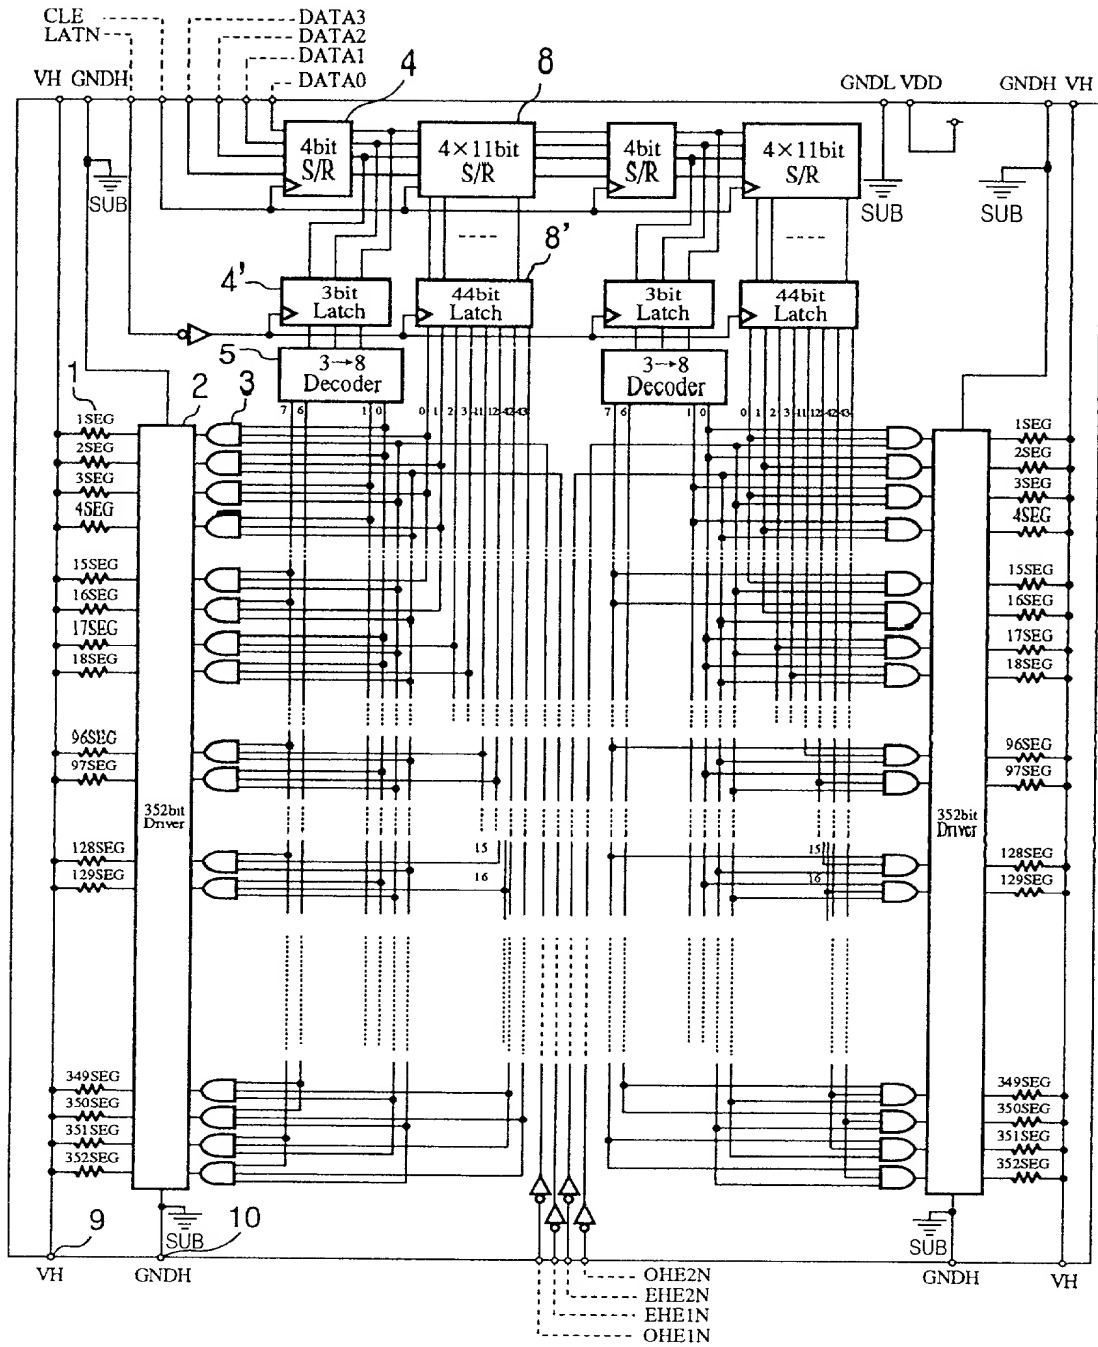 CLE
LATN
DATA3
DATA2
DATA1
DATA0
VH GNDH
GNDL VDD
GNDH VH
4
8
4bit
S/R
4×11bit
S/R
4bit
S/R
4×11bit
S/R
SUB
SUB
SUB
4'
8'
3bit
Latch
44bit
Latch
3bit
Latch
44bit
Latch
5
3→8
Decoder
3→8
Decoder
7 6 1 0
0 1 2 3 11 12 42 43
7 6 1 0
0 1 2 3 11 12 42 43
1
2
3
1SEG
2SEG
3SEG
4SEG
15SEG
16SEG
17SEG
18SEG
96SEG
97SEG
128SEG
129SEG
349SEG
350SEG
351SEG
352SEG
352bit
Driver
15
16
15
16
352bit
Driver
1SEG
2SEG
3SEG
4SEG
15SEG
16SEG
17SEG
18SEG
96SEG
97SEG
128SEG
129SEG
349SEG
350SEG
351SEG
352SEG
9
10
SUB
SUB
VH
GNDH
GNDH
VH
OHE2N
EHE2N
EHE1N
OHE1N